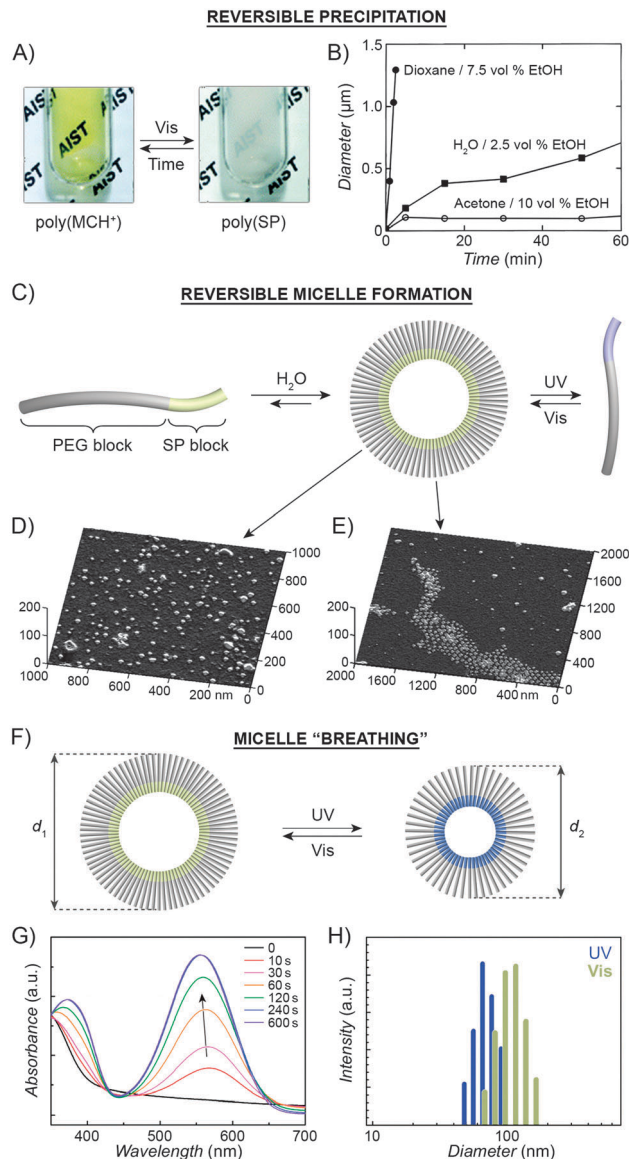 REVERSIBLE PRECIPITATION
A)
AIST
AIST
AIST
AIST
poly(MCH⁺)
Vis
Time
AIST
AIST
AIST
AIST
poly(SP)
B)
Diameter (µm)
1.5
1.0
0.5
0
Dioxane / 7.5 vol % EtOH
H₂O / 2.5 vol % EtOH
Acetone / 10 vol % EtOH
0 20 40 60
Time (min)
C)
REVERSIBLE MICELLE FORMATION
PEG block SP block
H₂O
UV
Vis
D)
200
100
0
1000 800 600 400 200 nm 0
1000
800
600
400
200
0
E)
200
100
0
2000 1600 1200 800 400 nm 0
2000
1600
1200
800
400
0
F)
MICELLE “BREATHING”
d₁
UV
Vis
d₂
G)
Absorbance (a.u.)
0
10 s
30 s
60 s
120 s
240 s
600 s
400 500 600 700
Wavelength (nm)
H)
Intensity (a.u.)
UV
Vis
10 100
Diameter (nm)